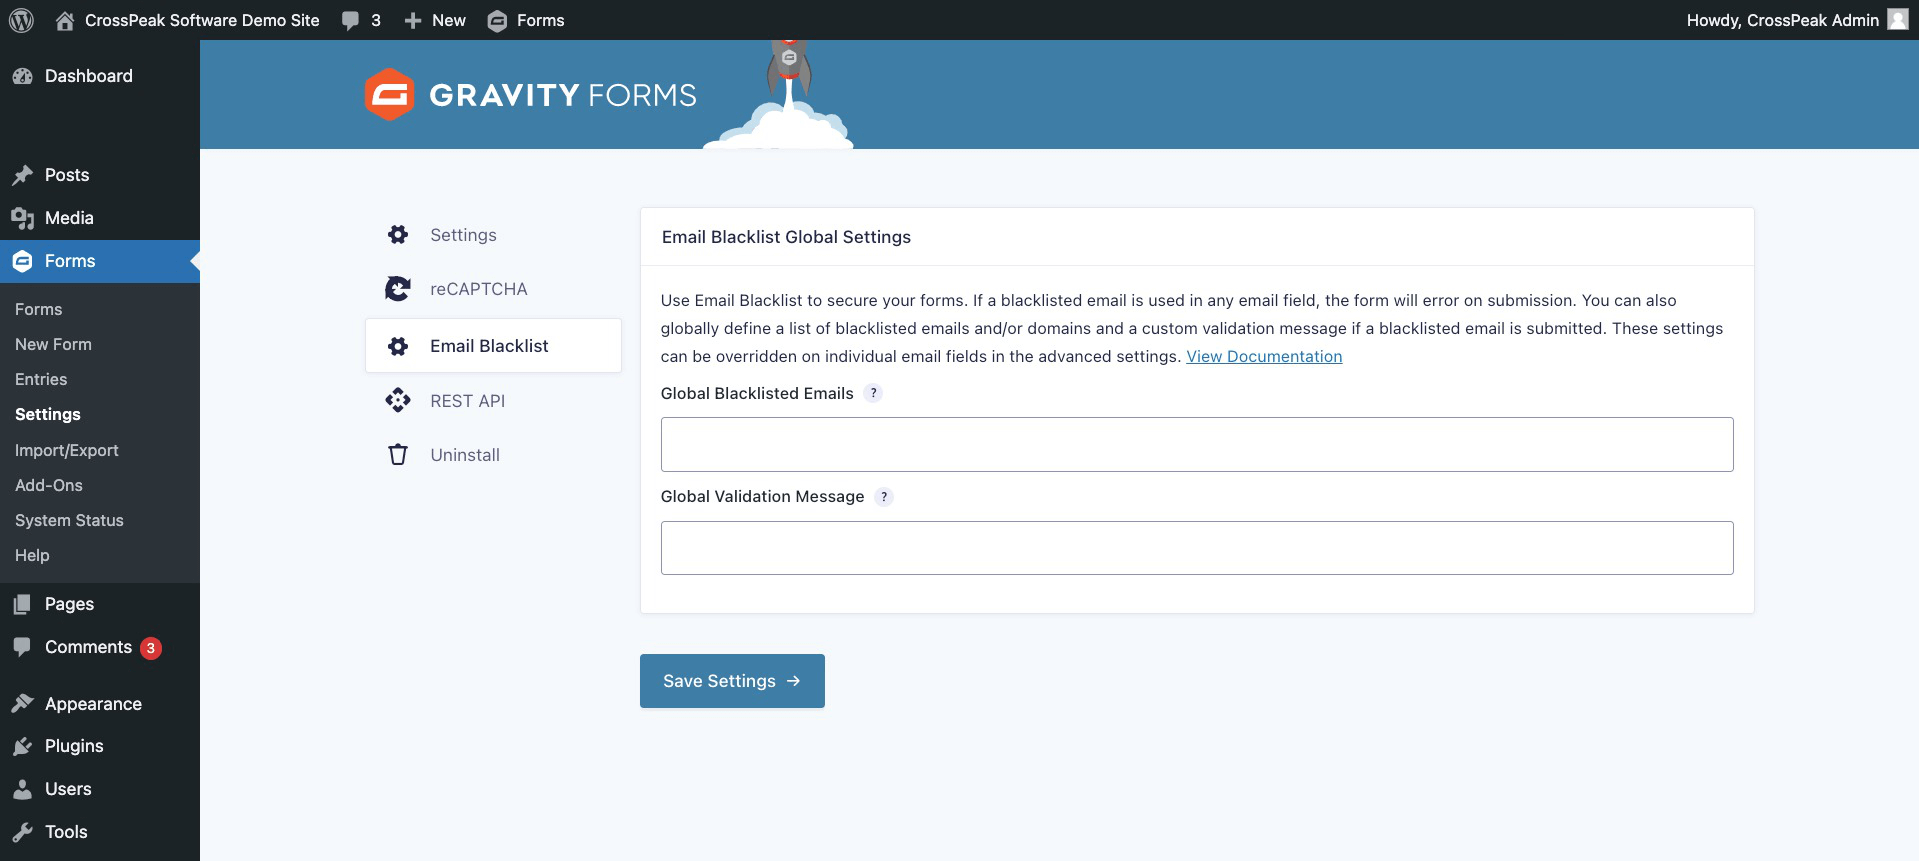 CrossPeak Software Demo Site 3 New Forms Howdy, CrossPeak Admin
Dashboard
Posts
Media
Forms
Forms
New Form
Entries
Settings
Import/Export
Add-Ons
System Status
Help
Pages
Comments 3
Appearance
Plugins
Users
Tools
GRAVITY FORMS
Settings
reCAPTCHA
Email Blacklist
REST API
Uninstall
Email Blacklist Global Settings
Use Email Blacklist to secure your forms. If a blacklisted email is used in any email field, the form will error on submission. You can also
globally define a list of blacklisted emails and/or domains and a custom validation message if a blacklisted email is submitted. These settings
can be overridden on individual email fields in the advanced settings. View Documentation
Global Blacklisted Emails ?
Global Validation Message ?
Save Settings →